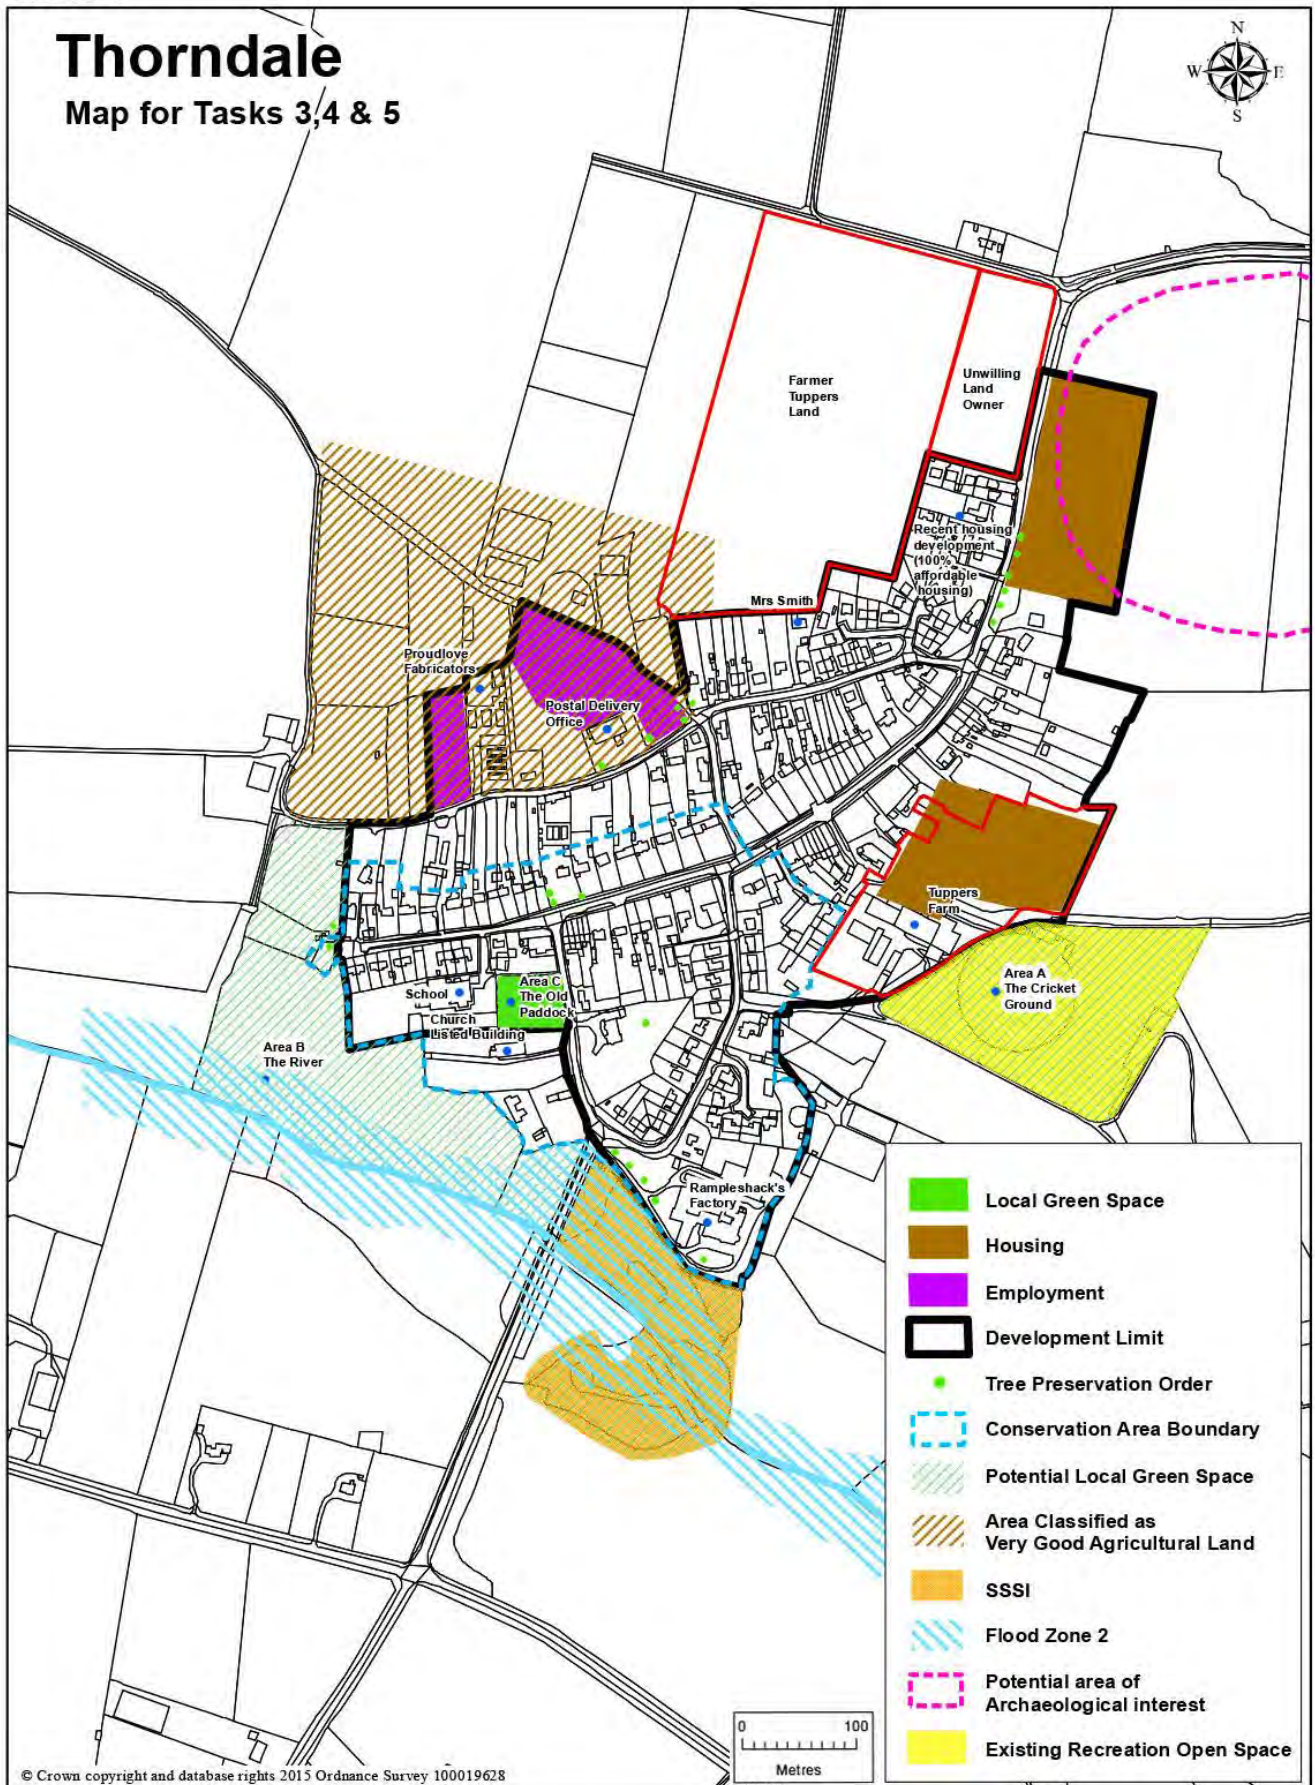 Thorndale
Map for Tasks 3,4 & 5
N
W
E
S
Farmer
Tuppers
Land
Unwilling
Land
Owner
Recent housing
development
(100%
affordable
housing)
Mrs Smith
Proudlove
Fabricators
Postal Delivery
Office
Tuppers
Farm
School
Area C
The Old
Paddock
Church
Listed Building
Area A
The Cricket
Ground
Area B
The River
Rampleshack's
Factory
Local Green Space
Housing
Employment
Development Limit
Tree Preservation Order
Conservation Area Boundary
Potential Local Green Space
Area Classified as
Very Good Agricultural Land
SSSI
Flood Zone 2
Potential area of
Archaeological interest
Existing Recreation Open Space
0 100
Metres
© Crown copyright and database rights 2015 Ordnance Survey 100019628